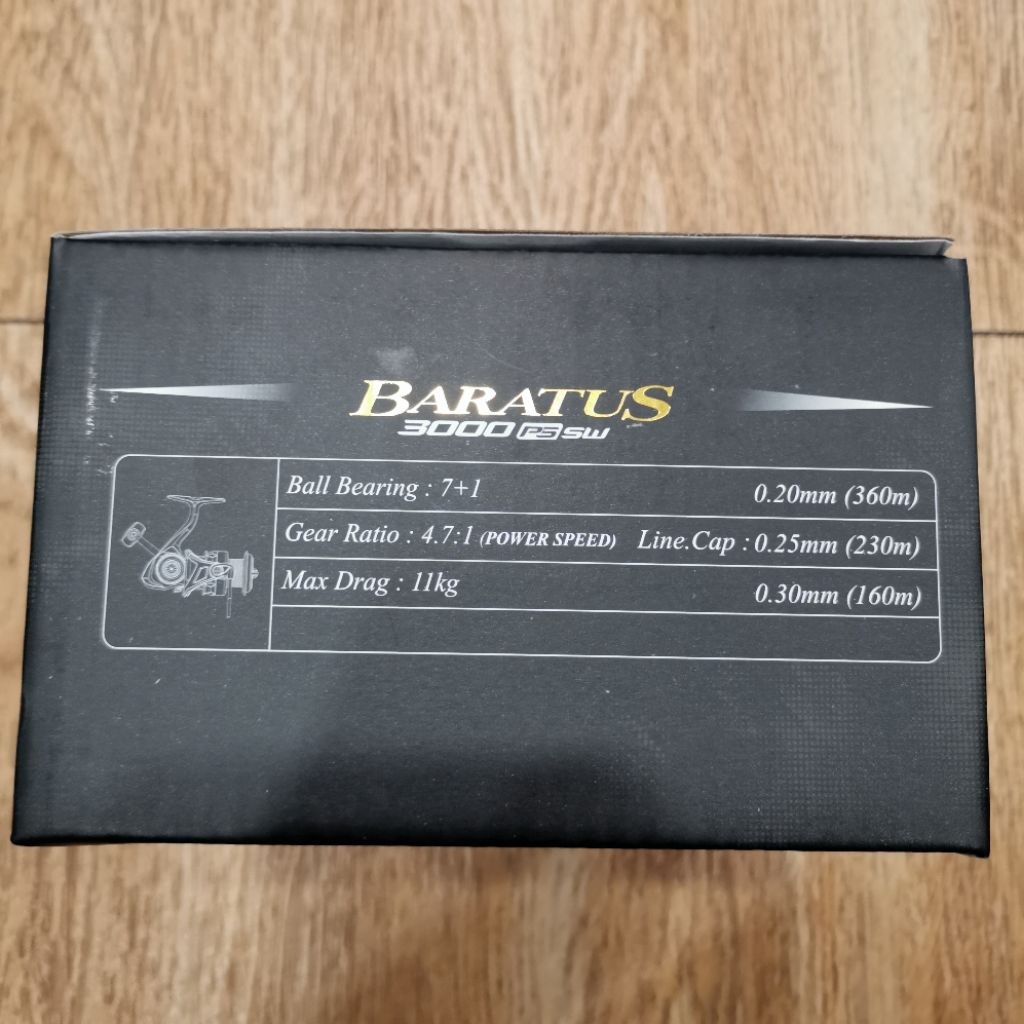 BARATUS
3000 PS SW
Ball Bearing : 7+1
0.20mm (360m)
Gear Ratio : 4.7:1 (POWER SPEED) Line.Cap : 0.25mm (230m)
Max Drag : 11kg
0.30mm (160m)